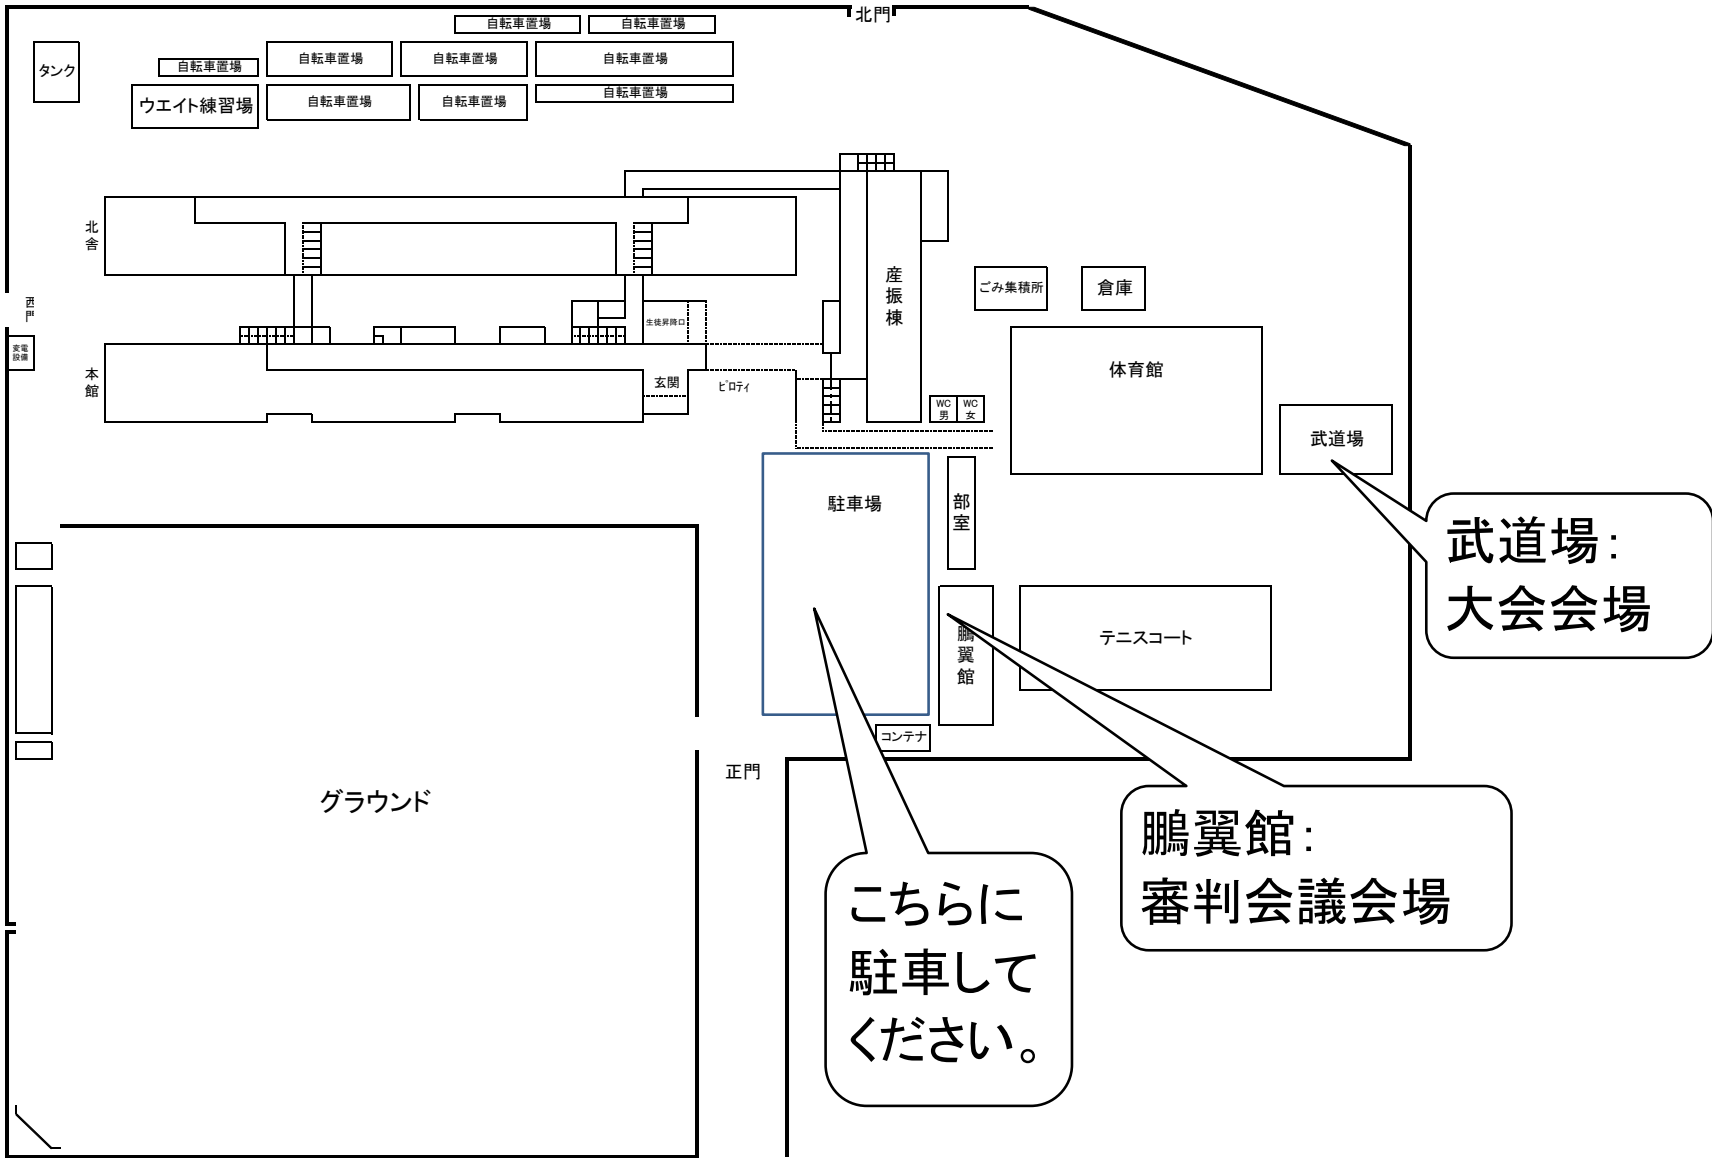 北門
自転車置場
自転車置場
タンク
自転車置場
自転車置場
自転車置場
自転車置場
ウエイト練習場
自転車置場
自転車置場
自転車置場
北舎
産振棟
ごみ集積所
倉庫
西門
生徒昇降口
変電
設備
本館
玄関
ピロティ
体育館
WC
男
WC
女
武道場
駐車場
部室
武道場：
大会会場
鵬翼館
テニスコート
コンテナ
正門
グラウンド
鵬翼館：
審判会議会場
こちらに
駐車して
ください。